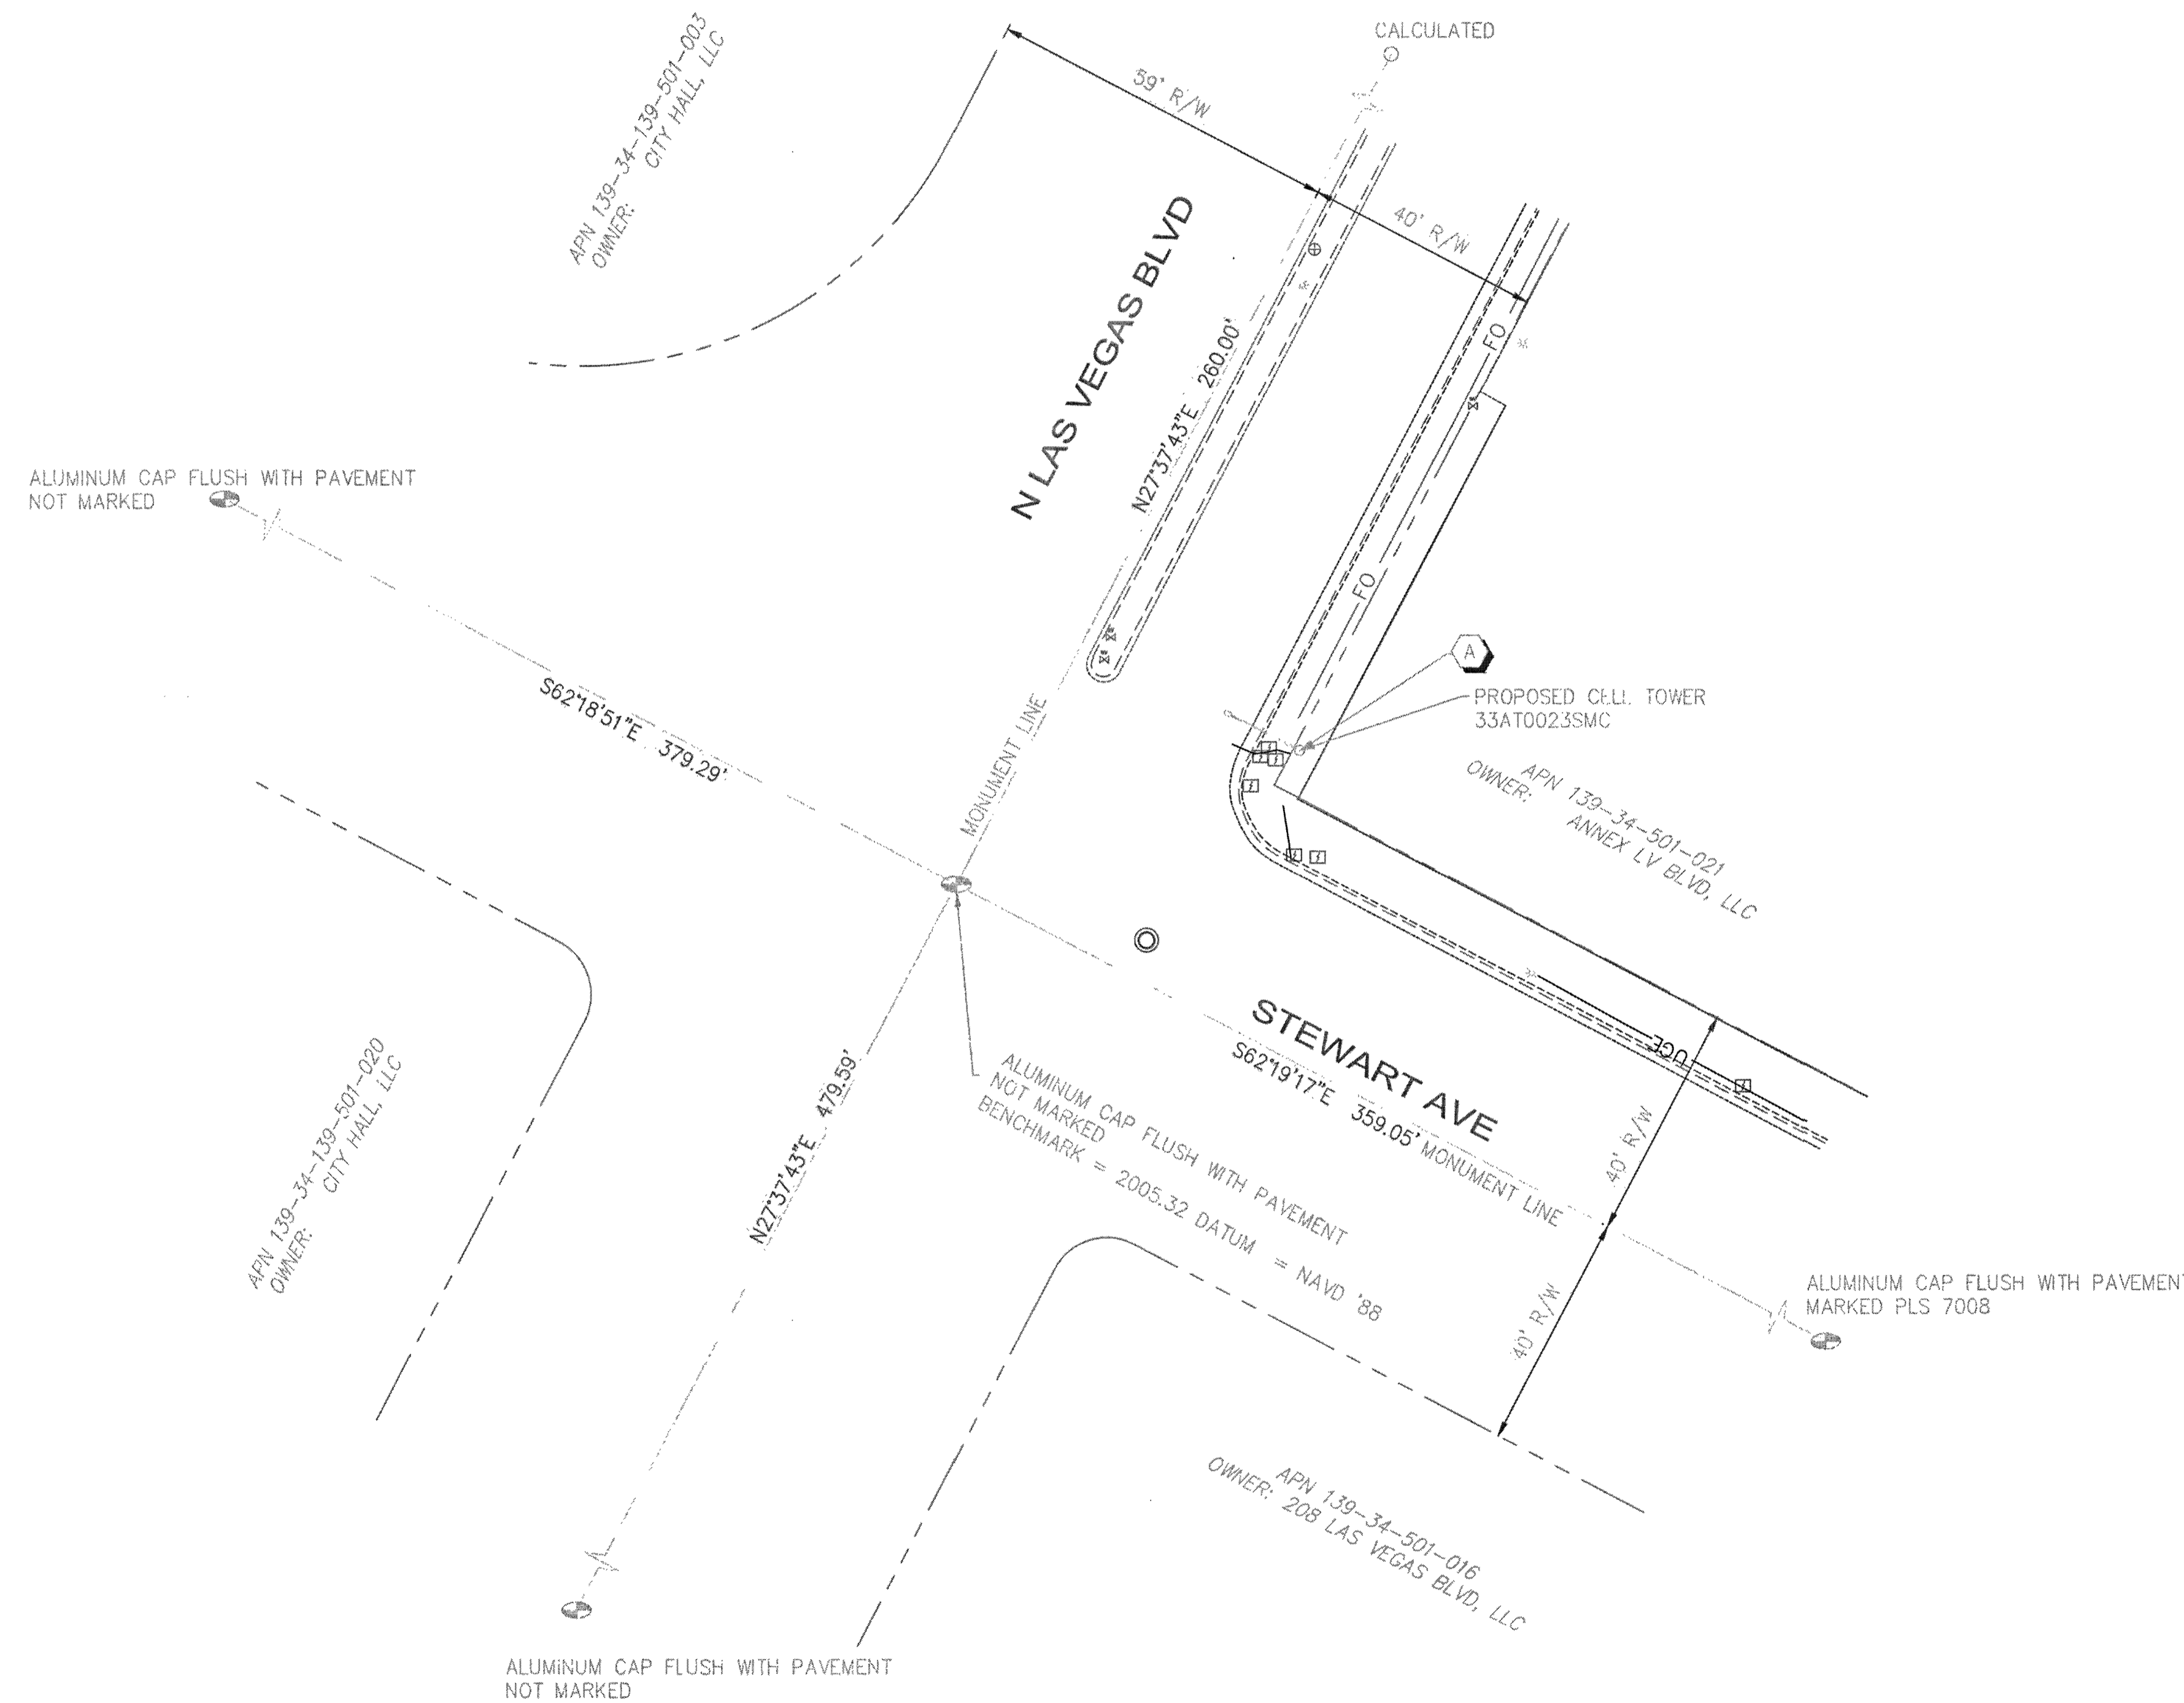 CALCULATED
APN 139-34-139-501-003
OWNER:
CITY HALL, LLC
59' R/W
40' R/W
N LAS VEGAS BLVD
N27°37'43"E 260.00'
FO
FO
ALUMINUM CAP FLUSH WITH PAVEMENT
NOT MARKED
S62°18'51"E 379.29'
MONUMENT LINE
A
PROPOSED CELL TOWER
33AT0023SMC
APN 139-34-501-021
OWNER:
ANNEX LV BLVD, LLC
STEWART AVE
S62°19'17"E 359.05' MONUMENT LINE
UGE
40' R/W
40' R/W
ALUMINUM CAP FLUSH WITH PAVEMENT
NOT MARKED
BENCHMARK = 2005.32 DATUM = NAVD '88
N27°37'43"E 479.59'
APN 139-34-139-501-020
OWNER:
CITY HALL, LLC
ALUMINUM CAP FLUSH WITH PAVEMENT
MARKED PLS 7008
APN 139-34-501-016
OWNER: 208 LAS VEGAS BLVD, LLC
ALUMINUM CAP FLUSH WITH PAVEMENT
NOT MARKED